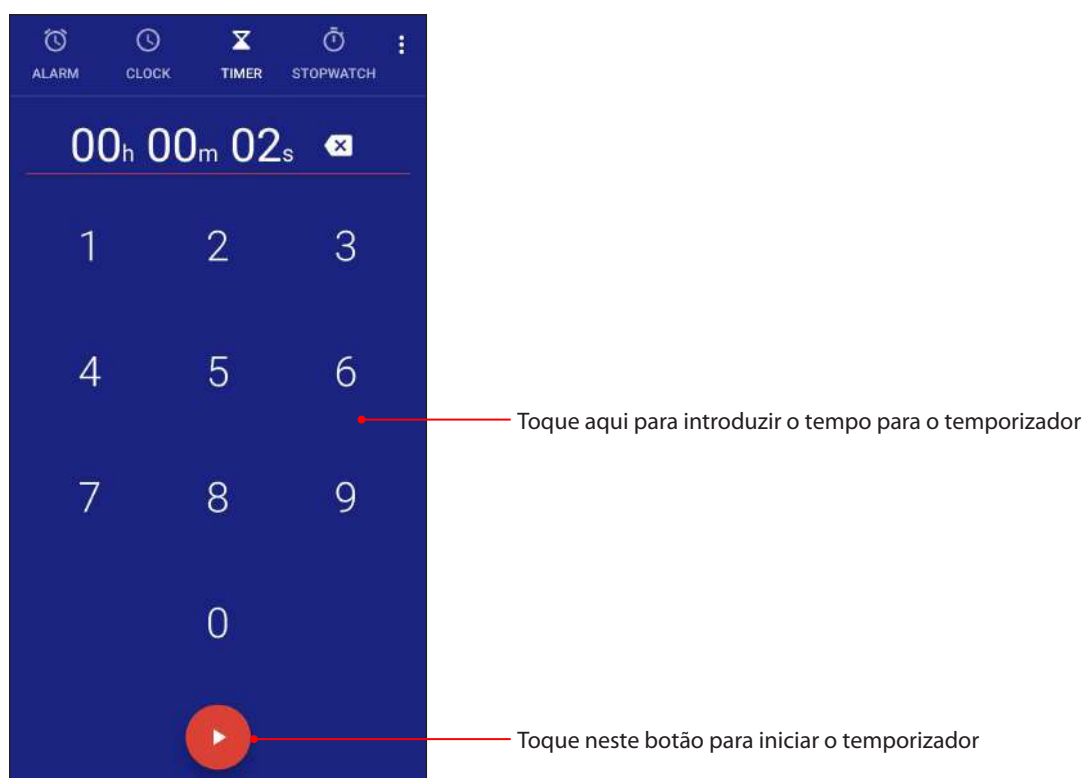 ALARM CLOCK TIMER STOPWATCH
00h 00m 02s
1 2 3
4 5 6
Toque aqui para introduzir o tempo para o temporizador
7 8 9
0
Toque neste botão para iniciar o temporizador